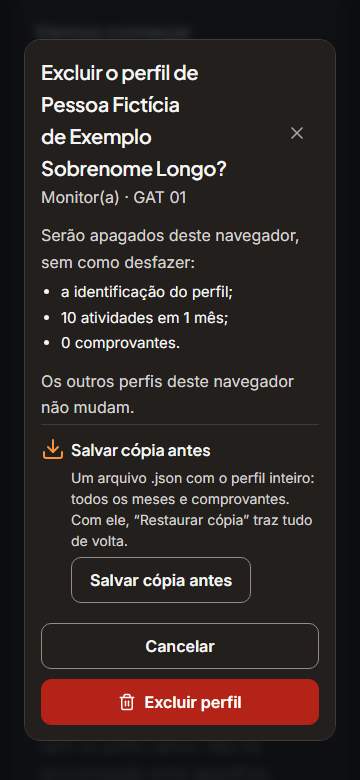 Excluir o perfil de
Pessoa Fictícia
de Exemplo
Sobrenome Longo?
Monitor(a) · GAT 01
Serão apagados deste navegador,
sem como desfazer:
• a identificação do perfil;
• 10 atividades em 1 mês;
• 0 comprovantes.
Os outros perfis deste navegador
não mudam.
Salvar cópia antes
Um arquivo .json com o perfil inteiro:
todos os meses e comprovantes.
Com ele, “Restaurar cópia” traz tudo
de volta.
Salvar cópia antes
Cancelar
Excluir perfil